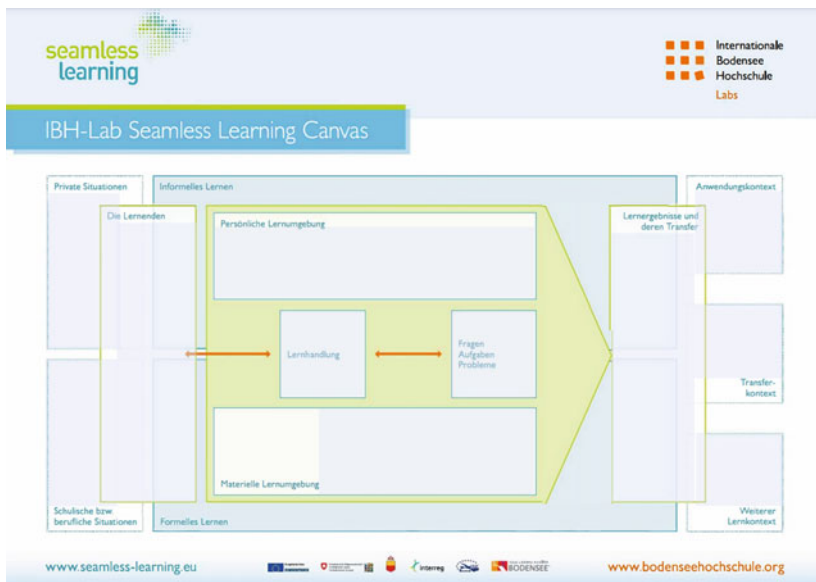 seamless
learning
Internationale
Bodensee
Hochschule
Labs
IBH-Lab Seamless Learning Canvas
Private Situationen
Informelles Lernen
Anwendungskontext
Die Lernenden
Persönliche Lernumgebung
Lernergebnisse und
deren Transfer
Lernhandlung
Fragen
Aufgaben
Probleme
Transfer-
kontext
Materielle Lernumgebung
Schulische bzw.
berufliche Situationen
Formelles Lernen
Weiterer
Lernkontext
www.seamless-learning.eu
interreg
BODENSEE
www.bodenseehochschule.org